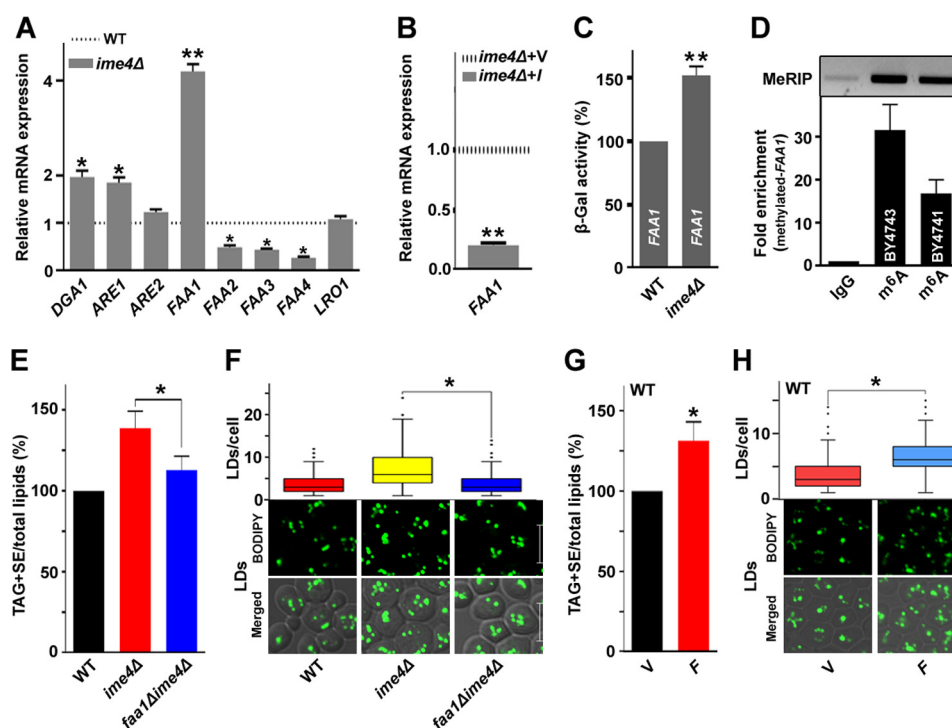 A
WT
ime4Δ
Relative mRNA expression
4
2
1
0
**
*
*
*
*
*
DGA1
ARE1
ARE2
FAA1
FAA2
FAA3
FAA4
LRO1
B
ime4Δ+V
ime4Δ+I
Relative mRNA expression
1.0
0.2
0.0
**
FAA1
C
β-Gal activity (%)
150
100
50
0
**
FAA1
FAA1
WT
ime4Δ
D
MeRIP
Fold enrichment
(methylated-FAA1)
30
20
10
0
BY4743
BY4741
IgG
m⁶A
m⁶A
E
TAG+SE/total lipids (%)
150
100
50
0
*
WT
ime4Δ
faa1Δime4Δ
F
LDs/cell
20
10
0
*
LDs
BODIPY
Merged
WT
ime4Δ
faa1Δime4Δ
G
WT
TAG+SE/total lipids (%)
150
100
50
0
*
V
F
H
WT
LDs/cell
15
10
5
0
*
LDs
BODIPY
Merged
V
F